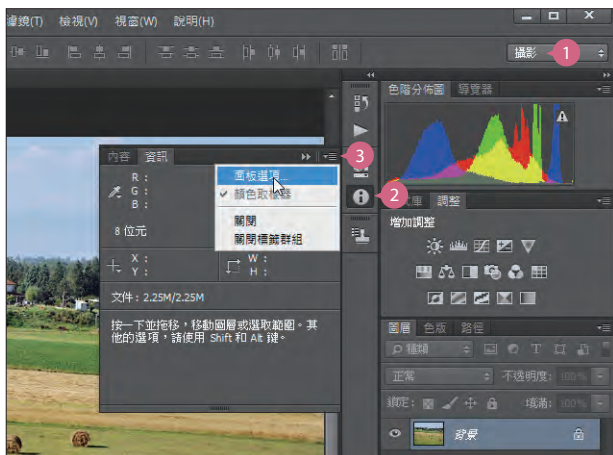 濾鏡(T) 檢視(V) 視窗(W) 說明(H)
攝影
1
色階分佈圖 導覽器
內容 資訊
3
面板選項...
顏色取樣器
關閉
關閉標籤群組
R :
G :
B :
8 位元
X :
Y :
W :
H :
文件: 2.25M/2.25M
按一下並拖移，移動圖層或選取範圍。其
他的選項，請使用 Shift 和 Alt 鍵。
2
庫 調整
增加調整
圖層 色版 路徑
種類
正常 不透明度: 100%
鎖定: 填滿: 100%
背景